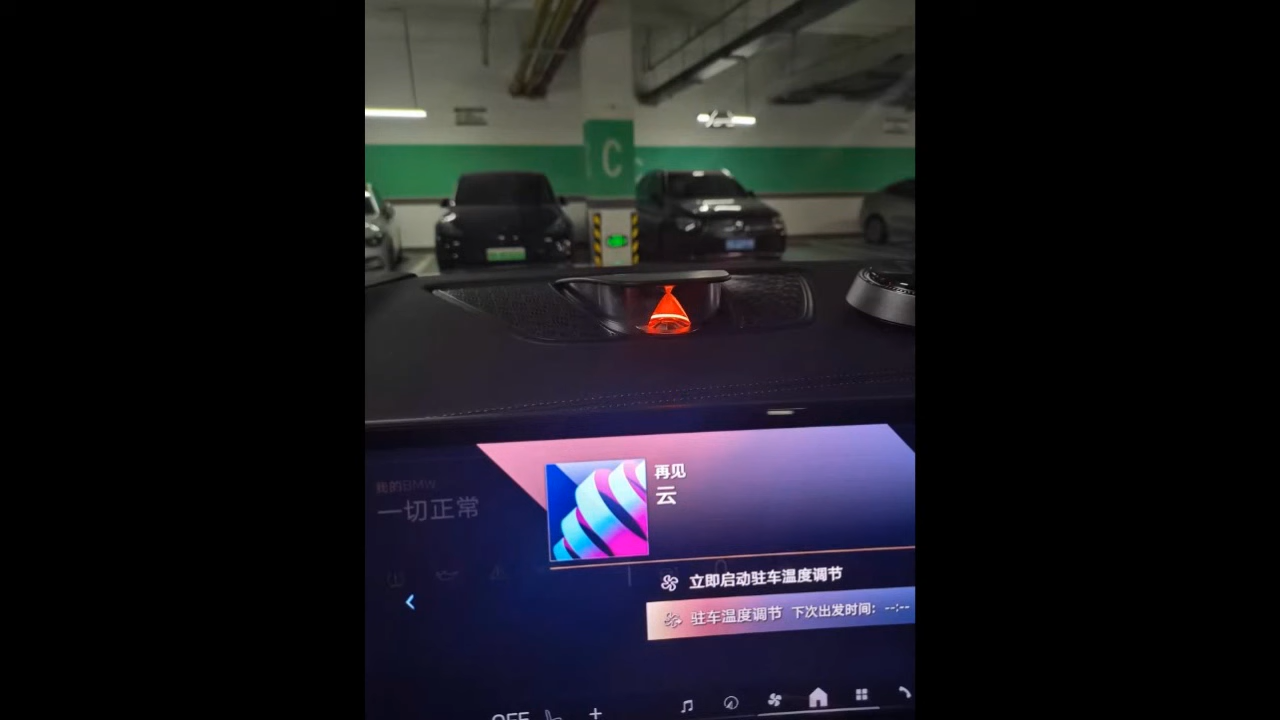 C
我的BMW
一切正常
再见
云
立即启动驻车温度调节
驻车温度调节 下次出发时间: --:--
OFF